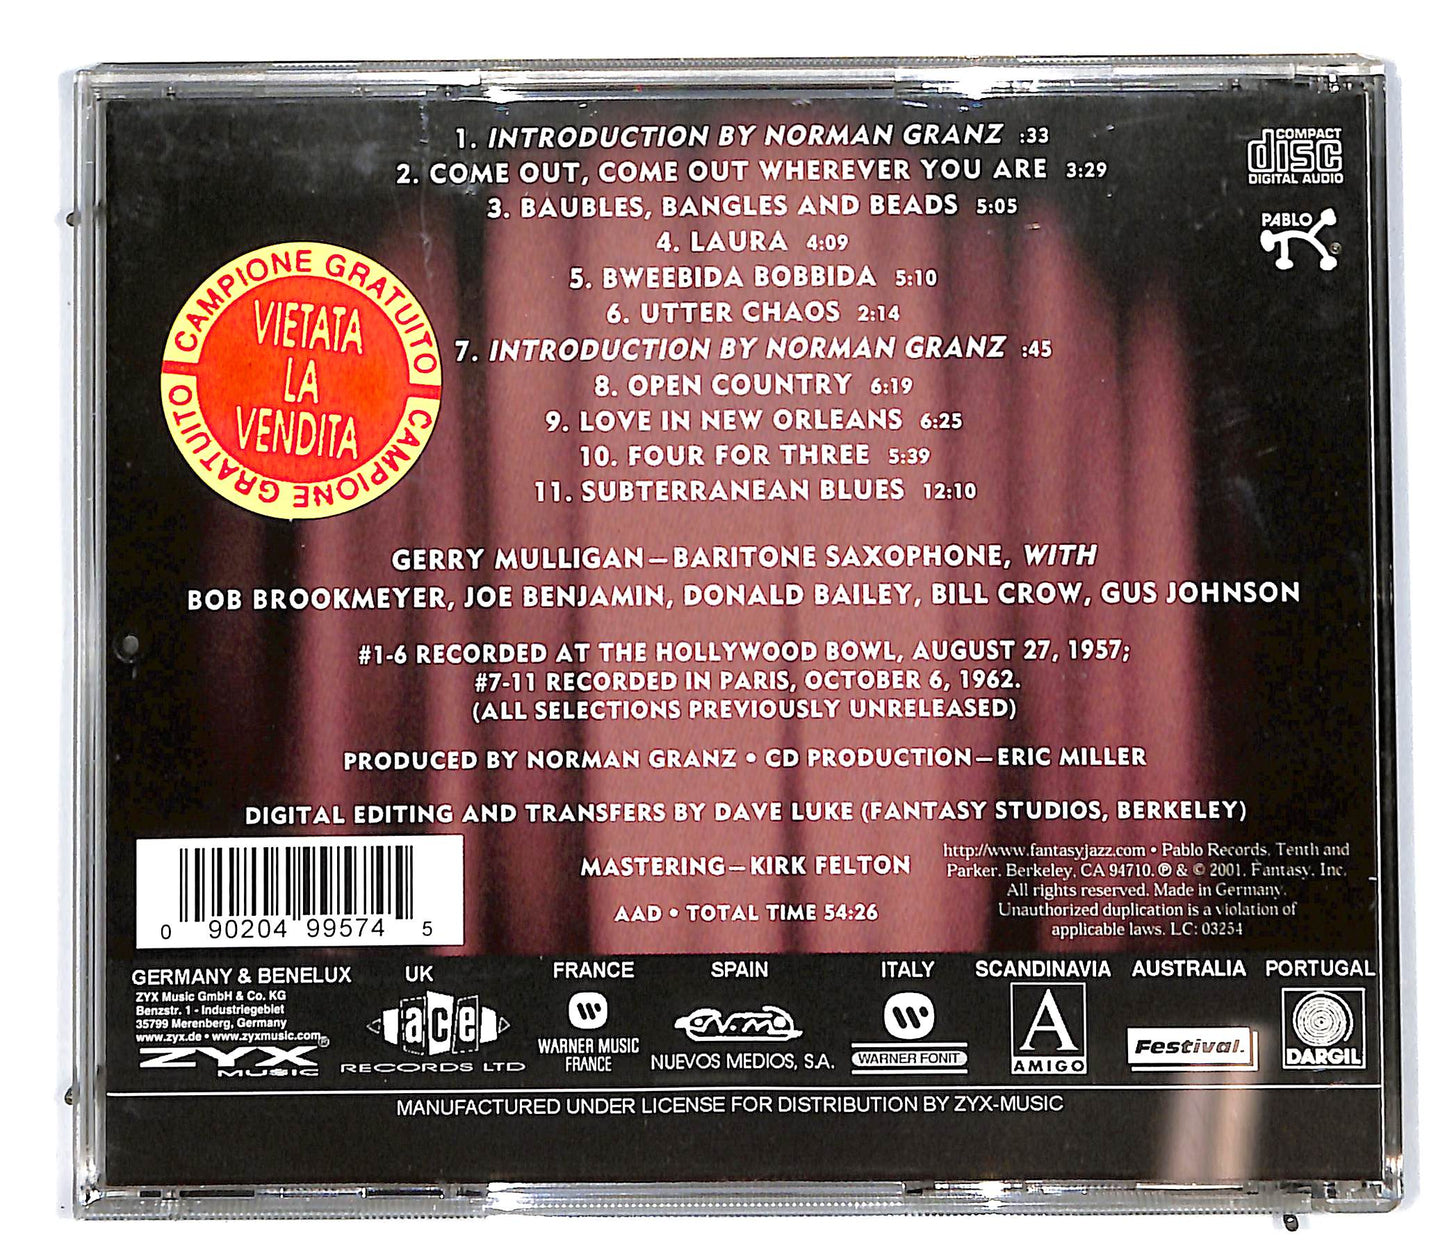 1. INTRODUCTION BY NORMAN GRANZ :33
2. COME OUT, COME OUT WHEREVER YOU ARE 3:29
3. BAUBLES, BANGLES AND BEADS 5:05
4. LAURA 4:09
5. BWEEBIDA BOBBIDA 5:10
6. UTTER CHAOS 2:14
7. INTRODUCTION BY NORMAN GRANZ :45
8. OPEN COUNTRY 6:19
9. LOVE IN NEW ORLEANS 6:25
10. FOUR FOR THREE 5:39
11. SUBTERRANEAN BLUES 12:10
COMPACT
disc
DIGITAL AUDIO
PABLO
®
CAMPIONE GRATUITO
CAMPIONE GRATUITO
VIETATA
LA
VENDITA
GERRY MULLIGAN—BARITONE SAXOPHONE, WITH
BOB BROOKMEYER, JOE BENJAMIN, DONALD BAILEY, BILL CROW, GUS JOHNSON
#1-6 RECORDED AT THE HOLLYWOOD BOWL, AUGUST 27, 1957;
#7-11 RECORDED IN PARIS, OCTOBER 6, 1962.
(ALL SELECTIONS PREVIOUSLY UNRELEASED)
PRODUCED BY NORMAN GRANZ • CD PRODUCTION—ERIC MILLER
DIGITAL EDITING AND TRANSFERS BY DAVE LUKE (FANTASY STUDIOS, BERKELEY)
MASTERING—KIRK FELTON
AAD • TOTAL TIME 54:26
http://www.fantasyjazz.com • Pablo Records, Tenth and
Parker, Berkeley, CA 94710. ℗ & © 2001, Fantasy, Inc.
All rights reserved. Made in Germany.
Unauthorized duplication is a violation of
applicable laws. LC: 03254
0 90204 99574 5
GERMANY & BENELUX
ZYX Music GmbH & Co. KG
Benzstr. 1 - Industriegebiet
35799 Merenberg, Germany
www.zyx.de • www.zyxmusic.com
ZYX®
MUSIC
UK
ace
RECORDS LTD
FRANCE
WARNER MUSIC
FRANCE
SPAIN
N.M.
NUEVOS MEDIOS, S.A.
ITALY
WARNER FONIT
SCANDINAVIA
A
AMIGO
AUSTRALIA
Festival.
PORTUGAL
DARGIL
MANUFACTURED UNDER LICENSE FOR DISTRIBUTION BY ZYX-MUSIC